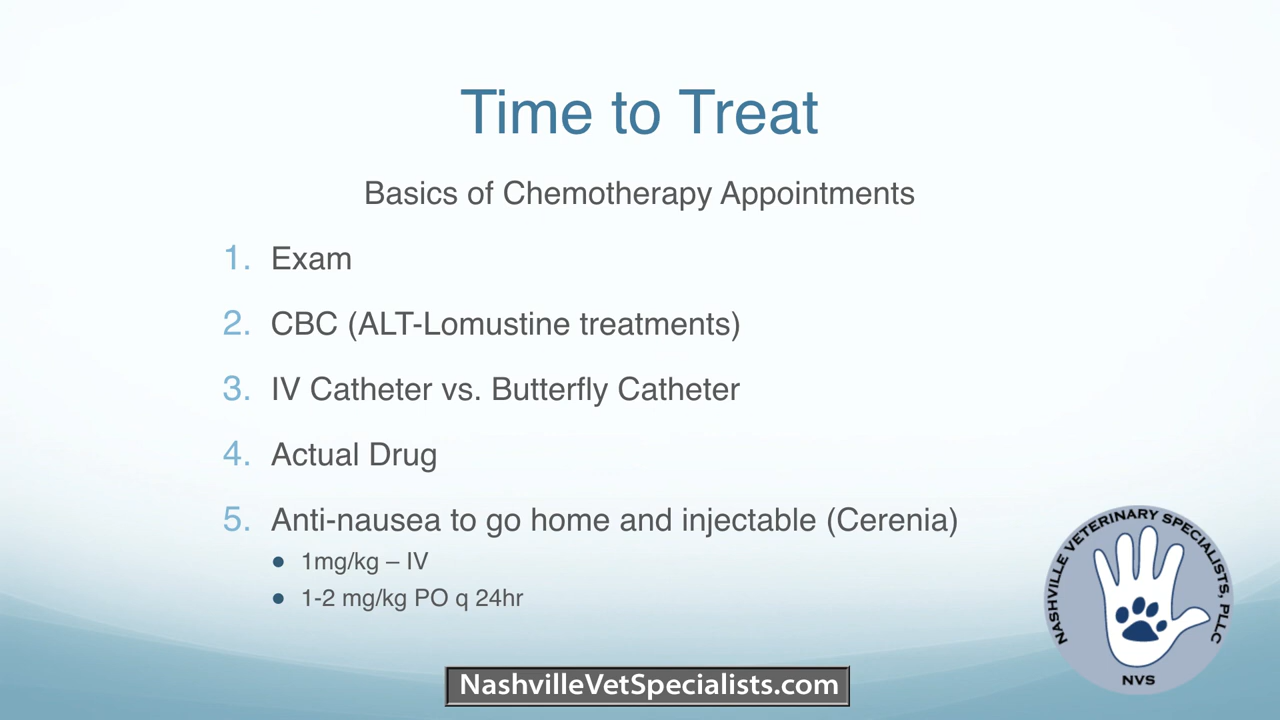 Time to Treat
Basics of Chemotherapy Appointments
1. Exam
2. CBC (ALT-Lomustine treatments)
3. IV Catheter vs. Butterfly Catheter
4. Actual Drug
5. Anti-nausea to go home and injectable (Cerenia)
● 1mg/kg – IV
● 1-2 mg/kg PO q 24hr
NASHVILLE VETERINARY SPECIALISTS, PLLC
NVS
NashvilleVetSpecialists.com